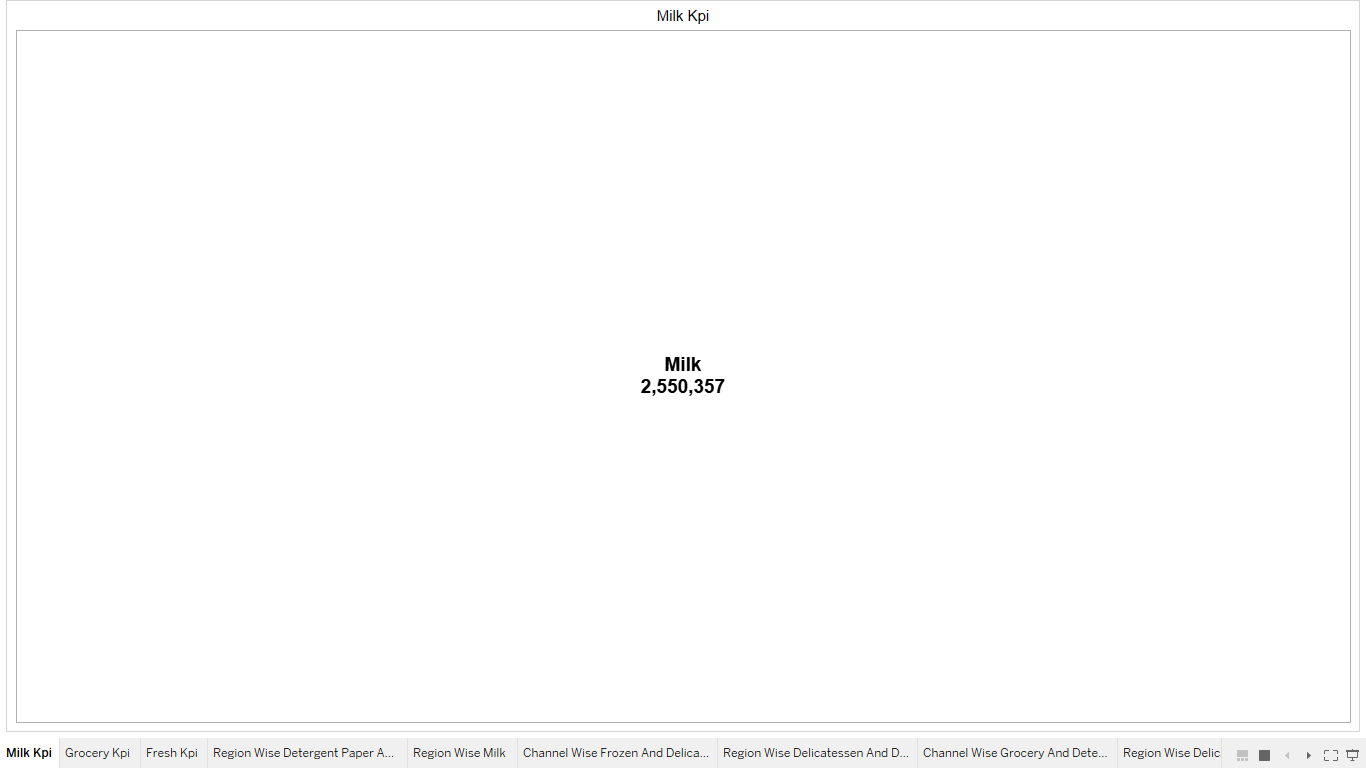 Milk Kpi
Milk
2,550,357
Milk Kpi
Grocery Kpi
Fresh Kpi
Region Wise Detergent Paper A...
Region Wise Milk
Channel Wise Frozen And Delica...
Region Wise Delicatessen And D...
Channel Wise Grocery And Dete...
Region Wise Delic